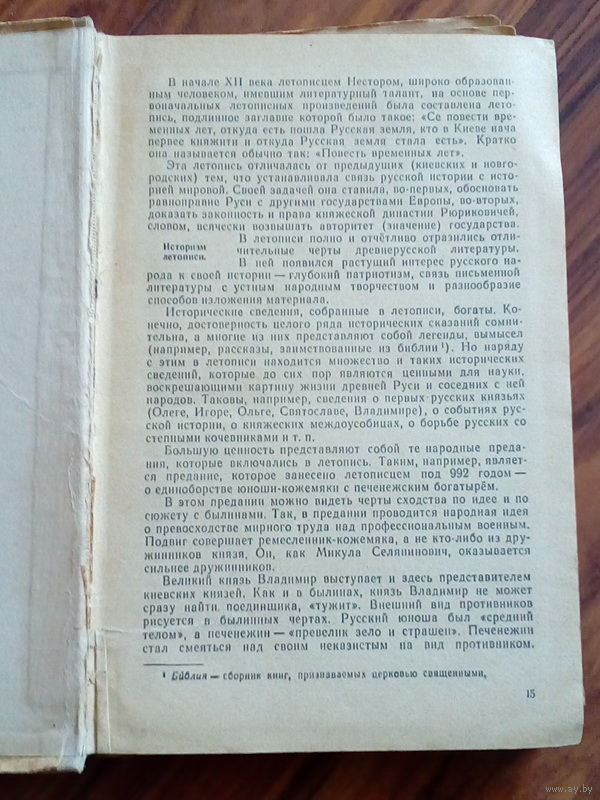 В начале XII века летописцем Нестором, широко образован-
ным человеком, имевшим литературный талант, на основе пер-
воначальных летописных произведений была составлена лето-
пись, подлинное заглавие которой было такое: «Се повести вре-
менных лет, откуда есть пошла Русская земля, кто в Киеве нача
первее княжити и откуда Русская земля стала есть». Кратко
она называется обычно так: «Повесть временных лет».
Эта летопись отличалась от предыдущих (киевских и новго-
родских) тем, что устанавливала связь русской истории с исто-
рией мировой. Своей задачей она ставила, во-первых, обосновать
равноправие Руси с другими государствами Европы, во-вторых,
доказать законность и права княжеской династии Рюриковичей,
словом, всячески возвышать авторитет (значение) государства.
Историзм летописи.
В летописи полно и отчётливо отразились отли-
чительные черты древнерусской литературы.
В ней появился растущий интерес русского на-
рода к своей истории — глубокий патриотизм, связь письменной
литературы с устным народным творчеством и разнообразие
способов изложения материала.
Исторические сведения, собранные в летописи, богаты. Ко-
нечно, достоверность целого ряда исторических сказаний сомни-
тельна, а многие из них представляют собой легенды, вымысел
(например, рассказы, заимствованные из библии ¹). Но наряду
с этим в летописи находится множество и таких исторических
сведений, которые до сих пор являются ценными для науки,
воскрешающими картину жизни древней Руси и соседних с ней
народов. Таковы, например, сведения о первых русских князьях
(Олеге, Игоре, Ольге, Святославе, Владимире), о событиях рус-
ской истории, о княжеских междоусобицах, о борьбе русских со
степными кочевниками и т. п.
Большую ценность представляют собой те народные преда-
ния, которые включались в летопись. Таким, например, являет-
ся предание, которое занесено летописцем под 992 годом —
о единоборстве юноши-кожемяки с печенежским богатырём.
В этом предании можно видеть черты сходства по идее и по
сюжету с былинами. Так, в предании проводится народная идея
о превосходстве мирного труда над профессиональным военным.
Подвиг совершает ремесленник-кожемяка, а не кто-либо из дру-
жинников князя. Он, как Микула Селянинович, оказывается
сильнее дружинников.
Великий князь Владимир выступает и здесь представителем
киевских князей. Как и в былинах, князь Владимир не может
сразу найти поединщика, «тужит». Внешний вид противников
рисуется в былинных чертах. Русский юноша был «средний
телом», а печенежин — «превелик зело и страшен». Печенежин
стал смеяться над своим неказистым на вид противником.
¹ Библия — сборник книг, признаваемых церковью священными,
15
www.ay.by